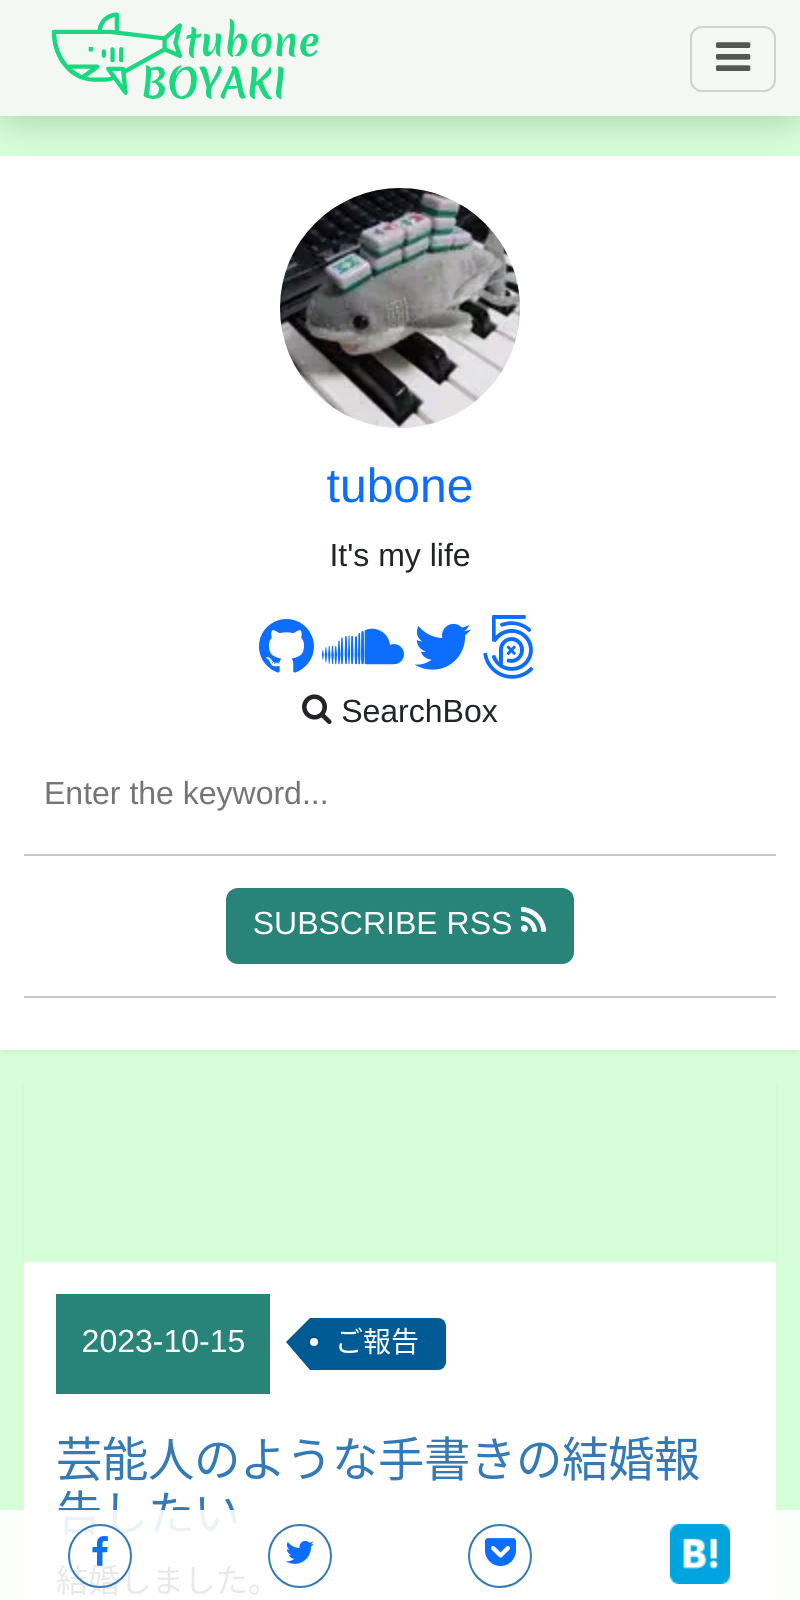 tubone
BOYAKI
tubone
It's my life
SearchBox
Enter the keyword...
SUBSCRIBE RSS
2023-10-15
ご報告
芸能人のような手書きの結婚報
告したい
結婚しました。
B!